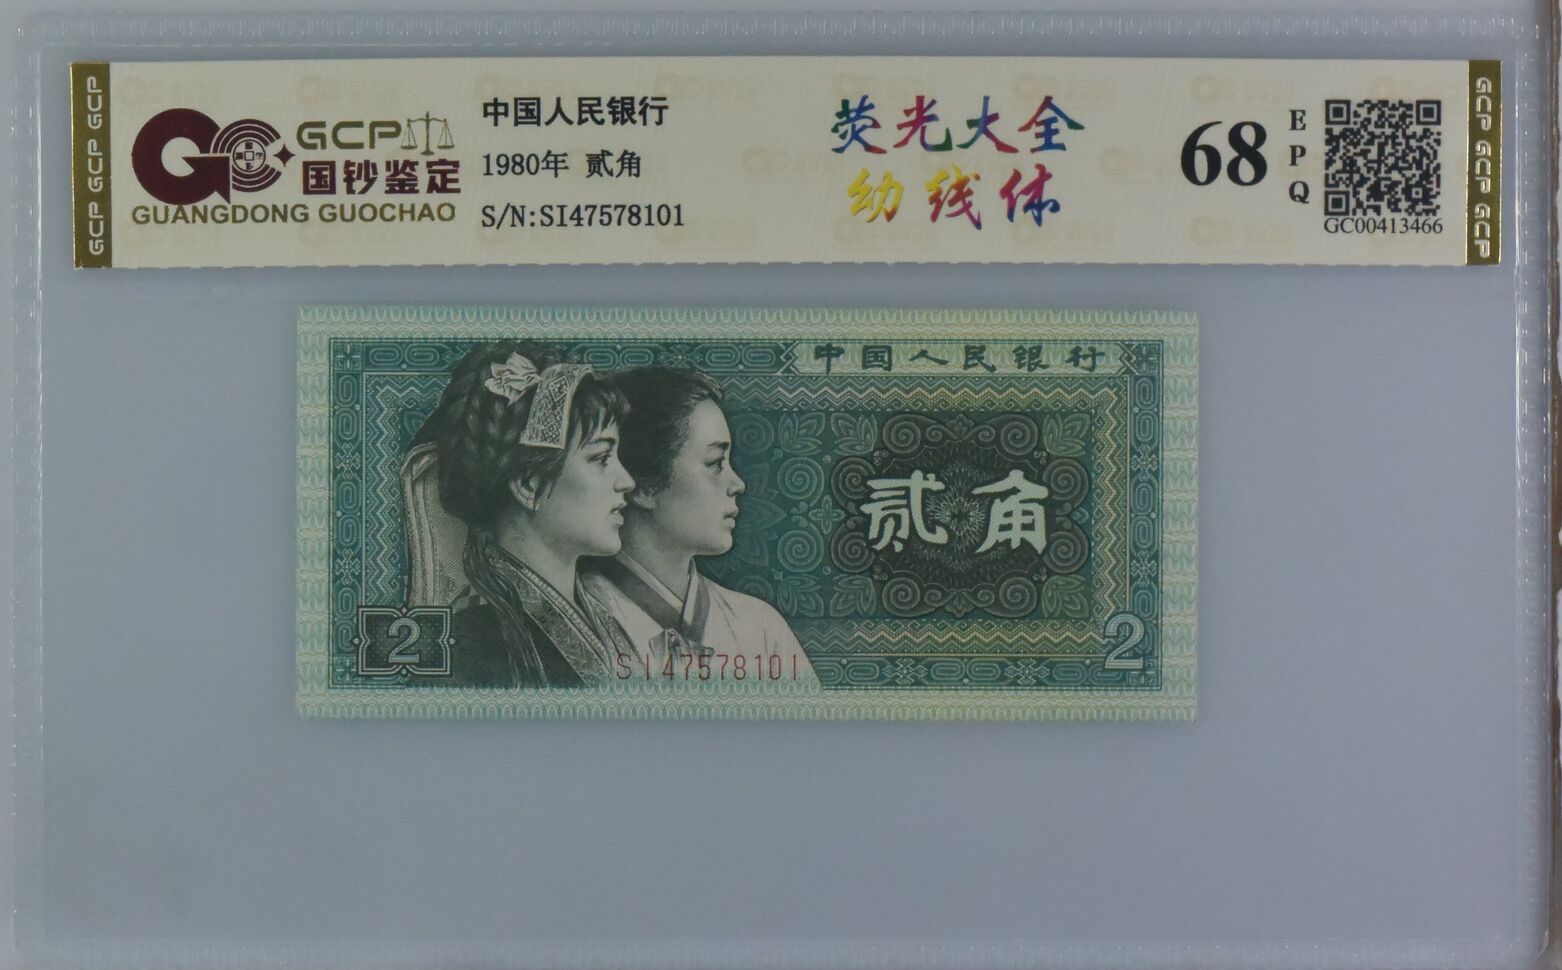 GCP GCP GCP
GCP
国钞鉴定
GUANGDONG GUOCHAO
中国人民银行
1980年 贰角
S/N:SI47578101
荧光大全
幼线体
68
EPQ
GC00413466
GCP GCP GCP
中国人民银行
贰角
2
2
SI47578101